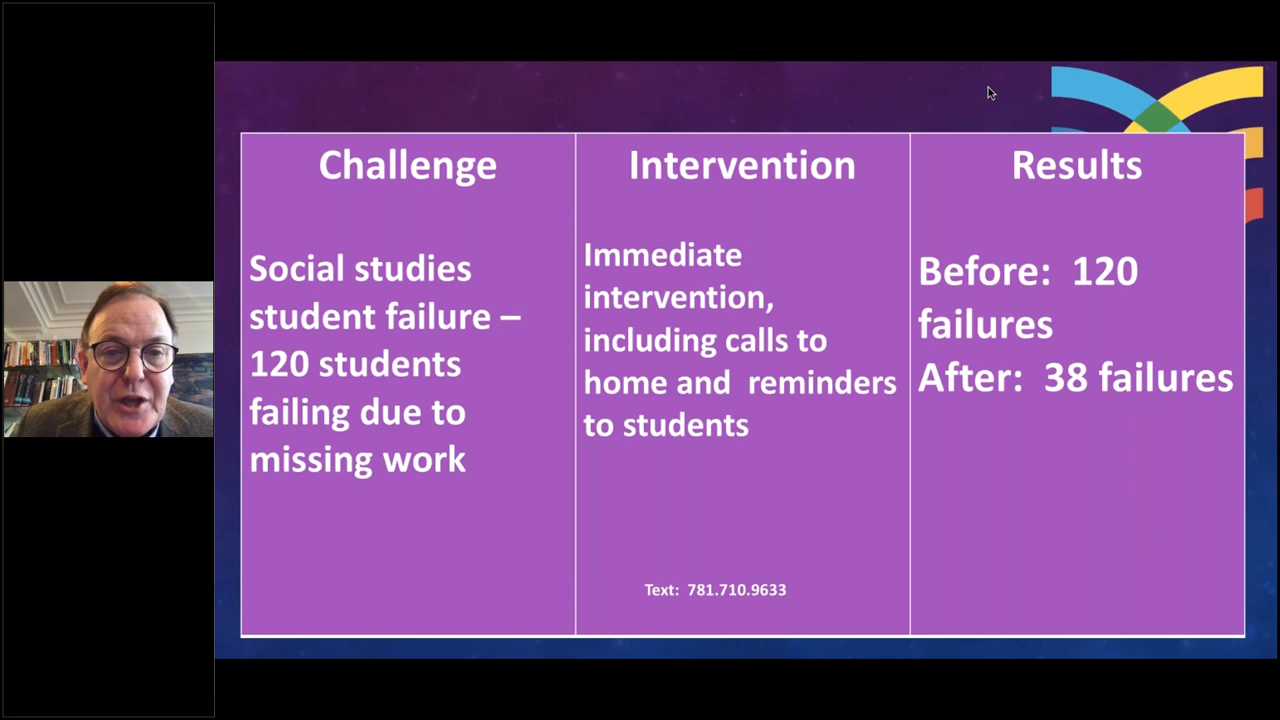 Challenge
Social studies
student failure –
120 students
failing due to
missing work
Intervention
Immediate
intervention,
including calls to
home and  reminders
to students
Text:  781.710.9633
Results
Before:  120
failures
After:  38 failures